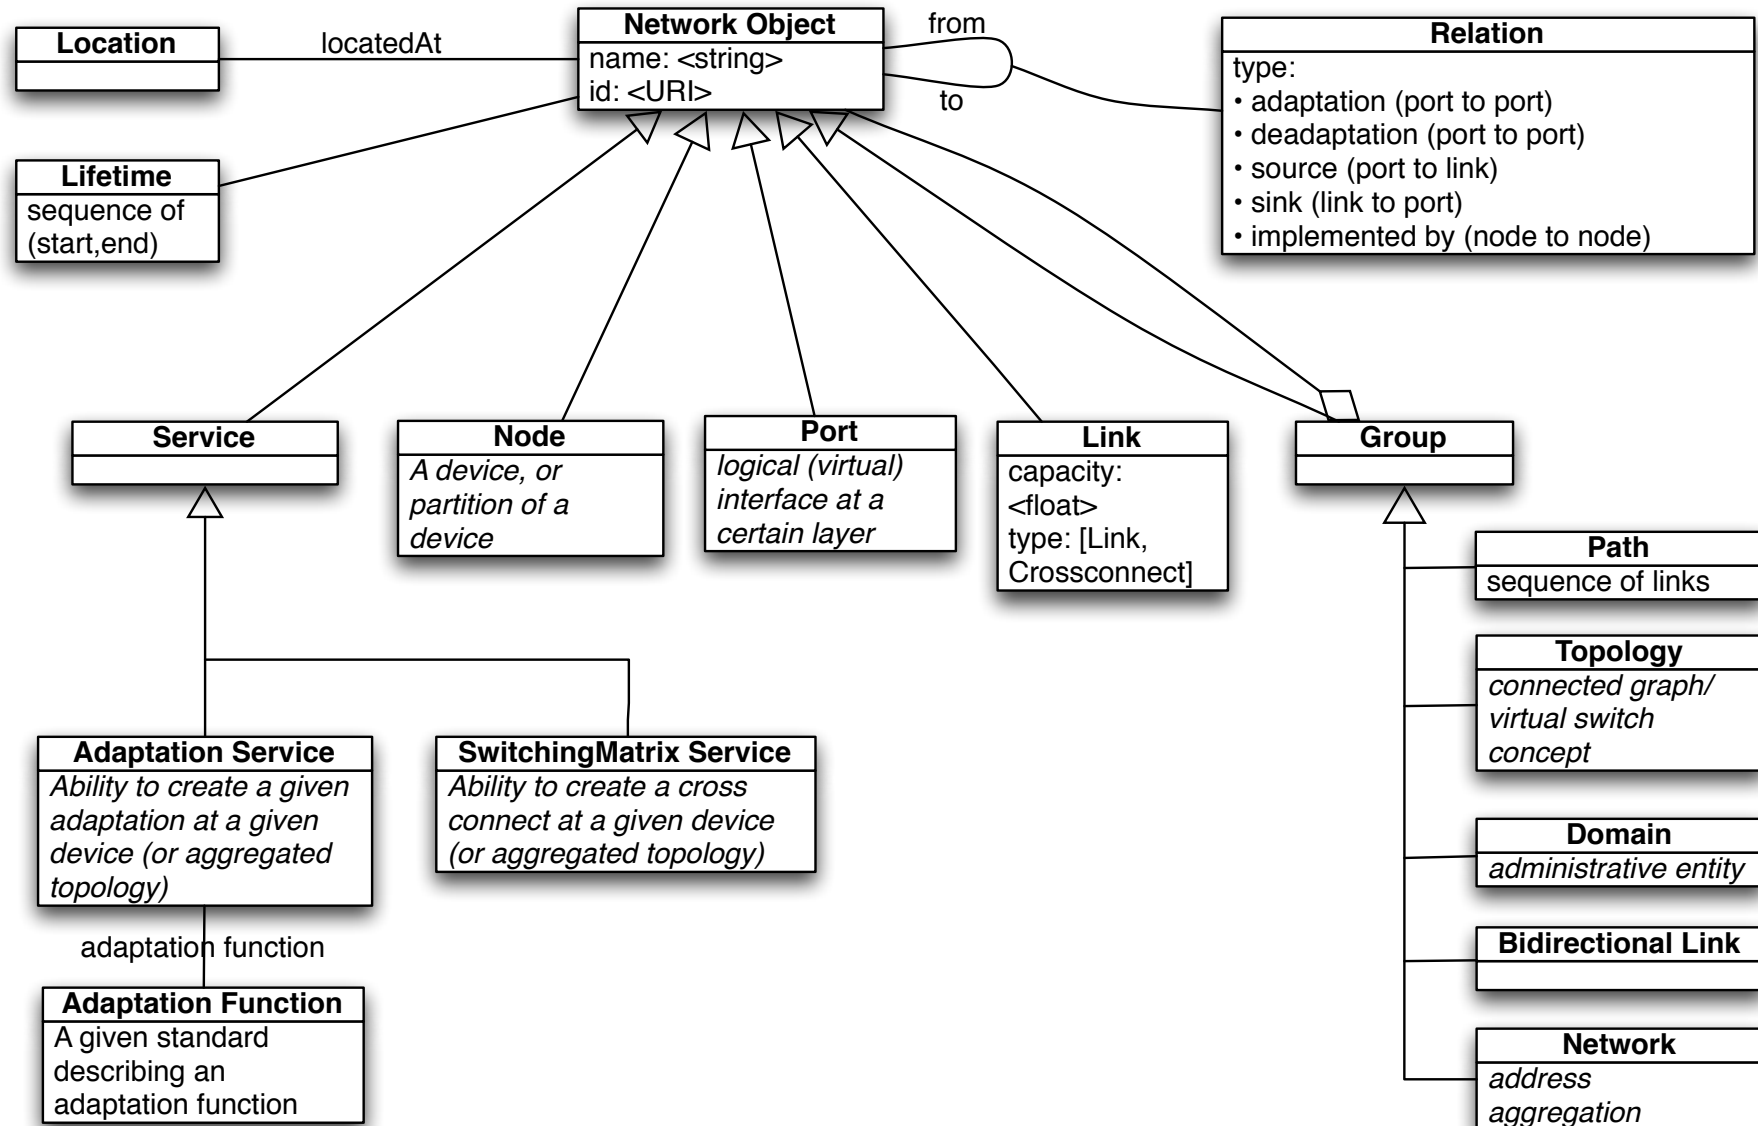 Location
locatedAt
Network Object
name: <string>
id: <URI>
from
to
Relation
type:
• adaptation (port to port)
• deadaptation (port to port)
• source (port to link)
• sink (link to port)
• implemented by (node to node)
Lifetime
sequence of
(start,end)
Service
Node
A device, or
partition of a
device
Port
logical (virtual)
interface at a
certain layer
Link
capacity:
<float>
type: [Link,
Crossconnect]
Group
Path
sequence of links
Topology
connected graph/
virtual switch
concept
Domain
administrative entity
Bidirectional Link
Network
address
aggregation
Adaptation Service
Ability to create a given
adaptation at a given
device (or aggregated
topology)
SwitchingMatrix Service
Ability to create a cross
connect at a given device
(or aggregated topology)
adaptation function
Adaptation Function
A given standard
describing an
adaptation function